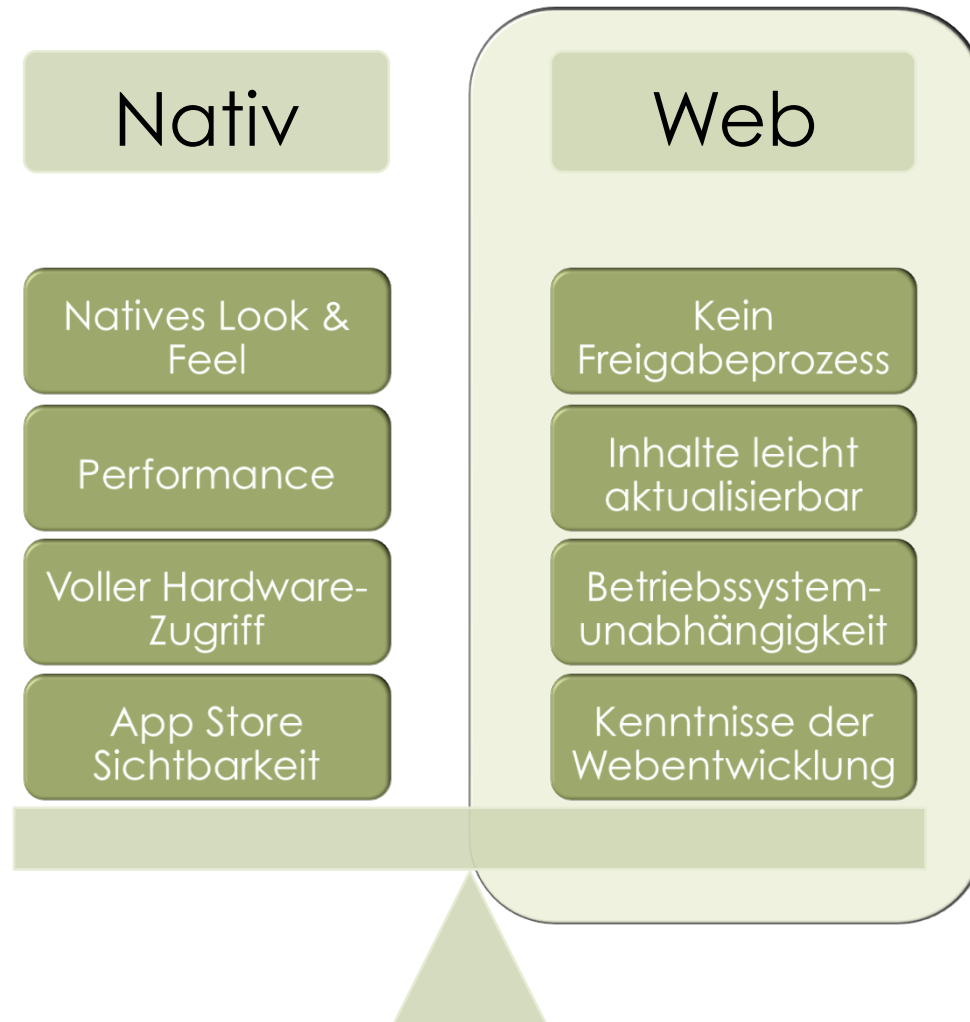 Nativ
Natives Look &
Feel
Performance
Voller Hardware-
Zugriff
App Store
Sichtbarkeit
Web
Kein
Freigabeprozess
Inhalte leicht
aktualisierbar
Betriebssystem-
unabhängigkeit
Kenntnisse der
Webentwicklung